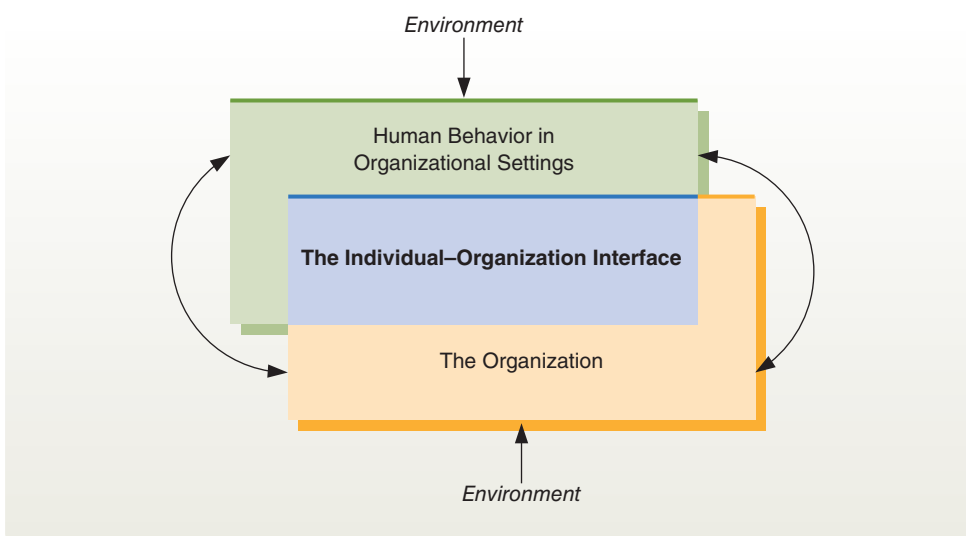 Environment
Human Behavior in
Organizational Settings
The Individual–Organization Interface
The Organization
Environment